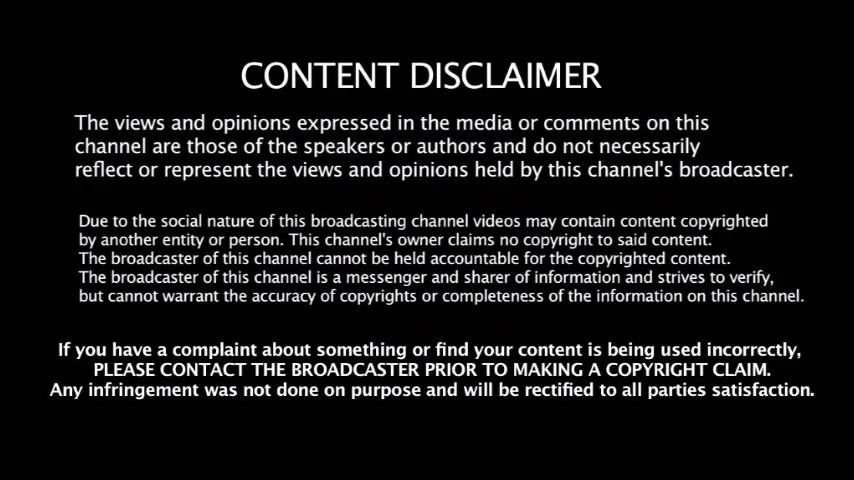 CONTENT DISCLAIMER
The views and opinions expressed in the media or comments on this
channel are those of the speakers or authors and do not necessarily
reflect or represent the views and opinions held by this channel's broadcaster.
Due to the social nature of this broadcasting channel videos may contain content copyrighted
by another entity or person. This channel's owner claims no copyright to said content.
The broadcaster of this channel cannot be held accountable for the copyrighted content.
The broadcaster of this channel is a messenger and sharer of information and strives to verify,
but cannot warrant the accuracy of copyrights or completeness of the information on this channel.
If you have a complaint about something or find your content is being used incorrectly,
PLEASE CONTACT THE BROADCASTER PRIOR TO MAKING A COPYRIGHT CLAIM.
Any infringement was not done on purpose and will be rectified to all parties satisfaction.